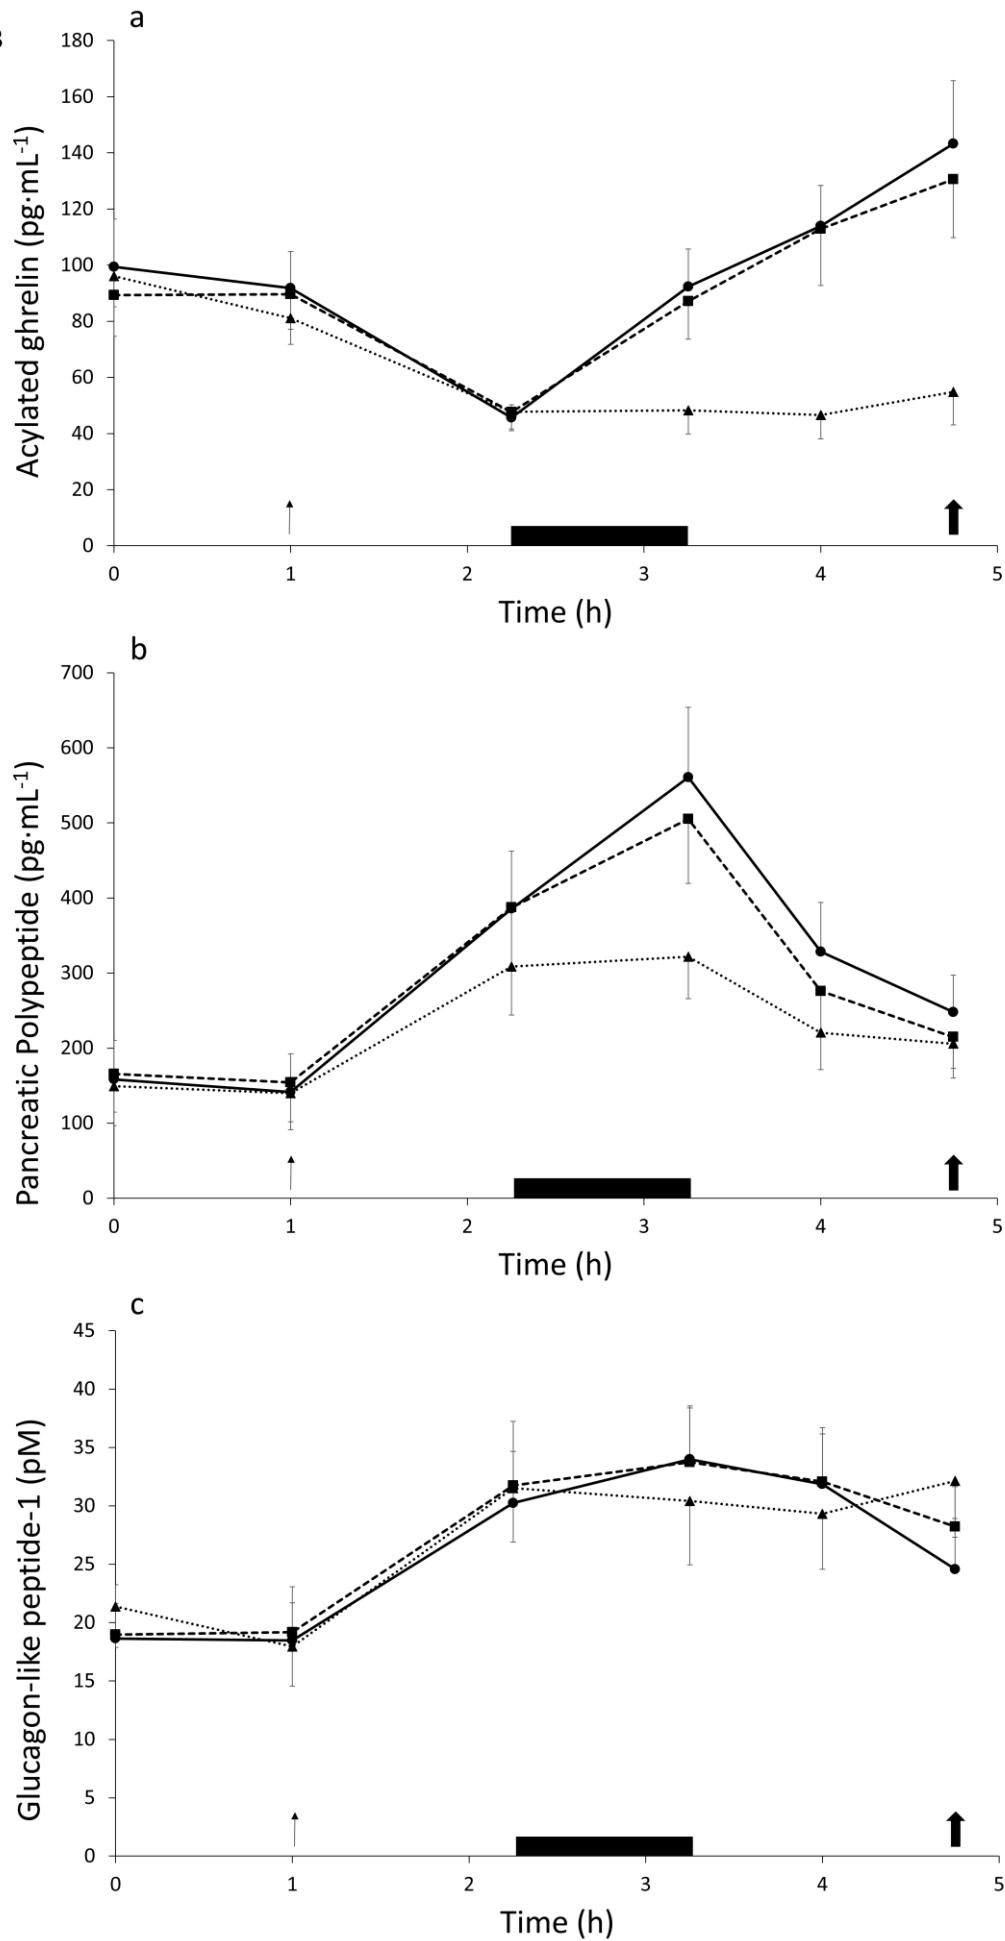 a
180
160
140
120
100
80
60
40
20
0
Acylated ghrelin (pg·mL⁻¹)
0 1 2 3 4 5
Time (h)
b
700
600
500
400
300
200
100
0
Pancreatic Polypeptide (pg·mL⁻¹)
0 1 2 3 4 5
Time (h)
c
45
40
35
30
25
20
15
10
5
0
Glucagon-like peptide-1 (pM)
0 1 2 3 4 5
Time (h)